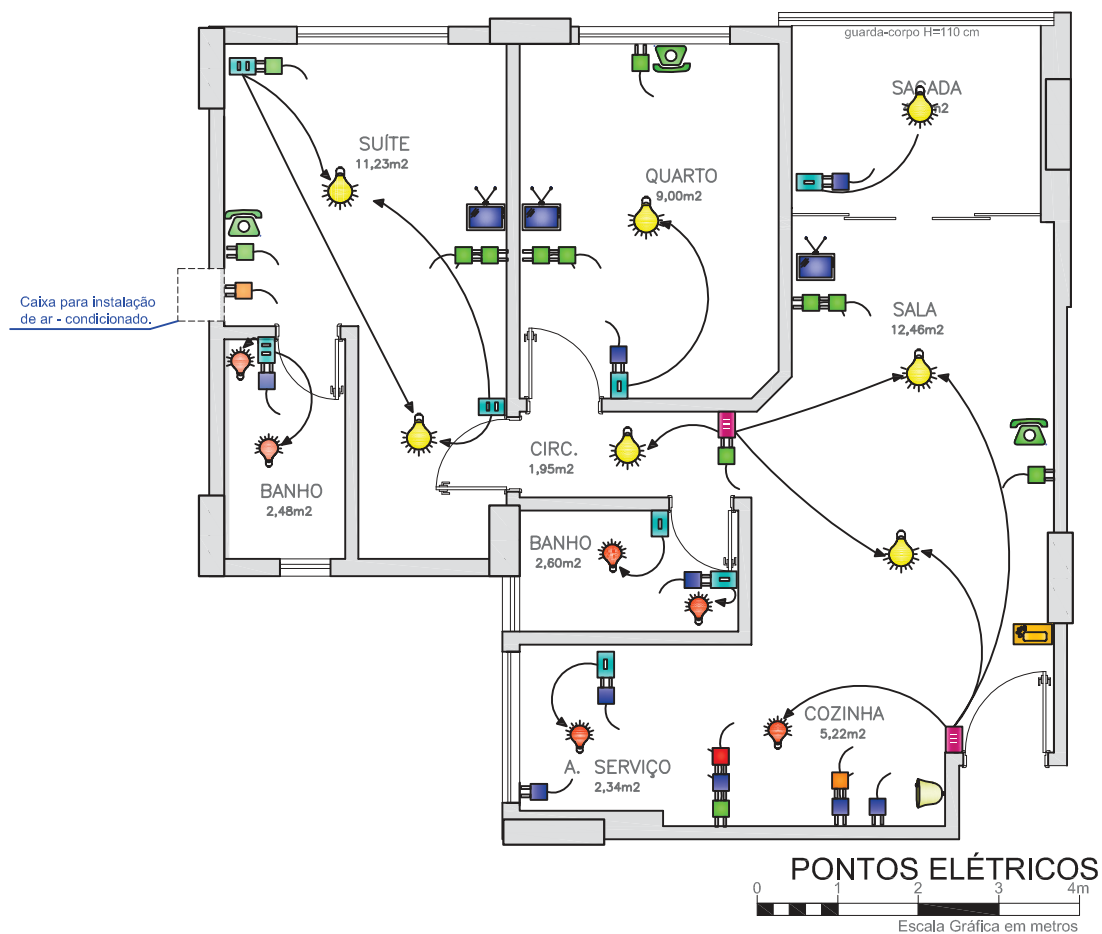 guarda-corpo H=110 cm
SACADA
SUÍTE
11,23m2
QUARTO
9,00m2
Caixa para instalação
de ar - condicionado.
SALA
12,46m2
CIRC.
1,95m2
BANHO
2,48m2
BANHO
2,60m2
COZINHA
5,22m2
A. SERVIÇO
2,34m2
PONTOS ELÉTRICOS
0 1 2 3 4m
Escala Gráfica em metros